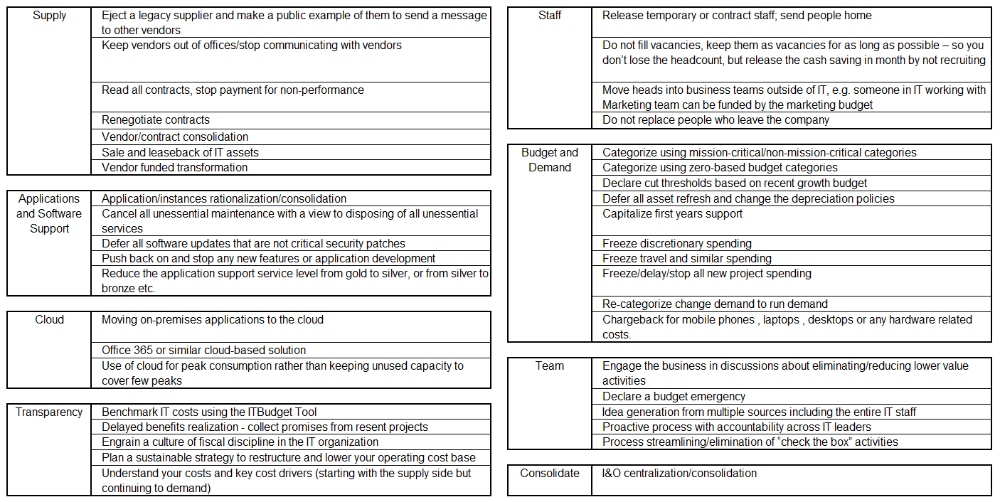 Supply
Eject a legacy supplier and make a public example of them to send a message
to other vendors
Keep vendors out of offices/stop communicating with vendors
Read all contracts, stop payment for non-performance
Renegotiate contracts
Vendor/contract consolidation
Sale and leaseback of IT assets
Vendor funded transformation
Applications
and Software
Support
Application/instances rationalization/consolidation
Cancel all unessential maintenance with a view to disposing of all unessential
services
Defer all software updates that are not critical security patches
Push back on and stop any new features or application development
Reduce the application support service level from gold to silver, or from silver to
bronze etc.
Cloud
Moving on-premises applications to the cloud
Office 365 or similar cloud-based solution
Use of cloud for peak consumption rather than keeping unused capacity to
cover few peaks
Transparency
Benchmark IT costs using the ITBudget Tool
Delayed benefits realization - collect promises from resent projects
Engrain a culture of fiscal discipline in the IT organization
Plan a sustainable strategy to restructure and lower your operating cost base
Understand your costs and key cost drivers (starting with the supply side but
continuing to demand)
Staff
Release temporary or contract staff; send people home
Do not fill vacancies, keep them as vacancies for as long as possible – so you
don’t lose the headcount, but release the cash saving in month by not recruiting
Move heads into business teams outside of IT, e.g. someone in IT working with
Marketing team can be funded by the marketing budget
Do not replace people who leave the company
Budget and
Demand
Categorize using mission-critical/non-mission-critical categories
Categorize using zero-based budget categories
Declare cut thresholds based on recent growth budget
Defer all asset refresh and change the depreciation policies
Capitalize first years support
Freeze discretionary spending
Freeze travel and similar spending
Freeze/delay/stop all new project spending
Re-categorize change demand to run demand
Chargeback for mobile phones , laptops , desktops or any hardware related
costs.
Team
Engage the business in discussions about eliminating/reducing lower value
activities
Declare a budget emergency
Idea generation from multiple sources including the entire IT staff
Proactive process with accountability across IT leaders
Process streamlining/elimination of “check the box” activities
Consolidate
I&O centralization/consolidation